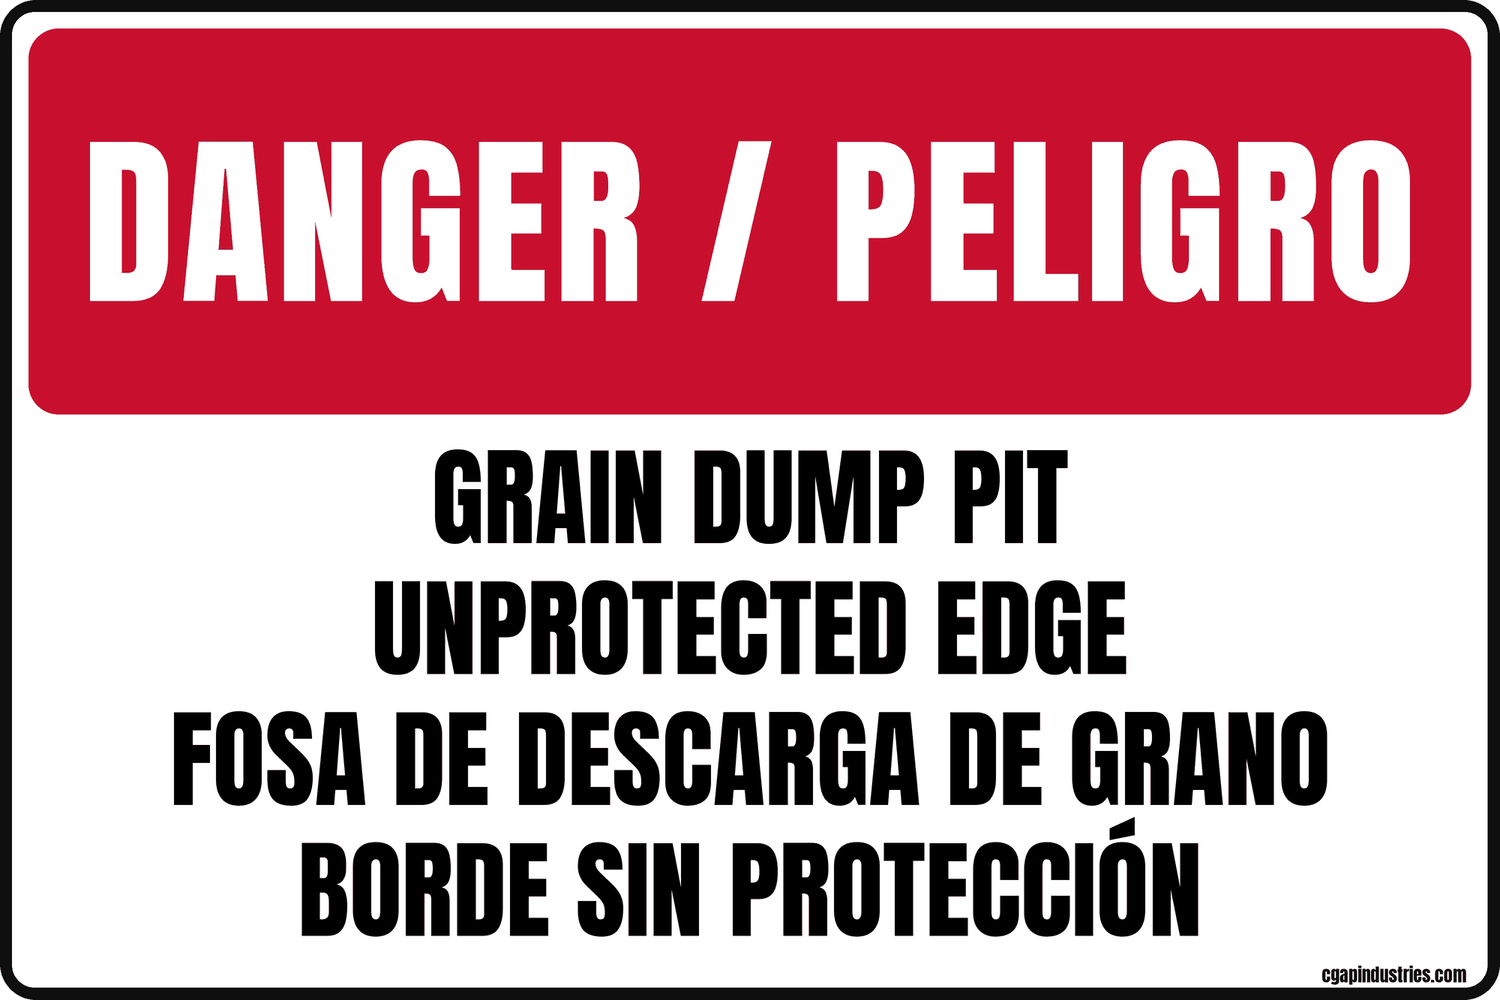 DANGER / PELIGRO
GRAIN DUMP PIT
UNPROTECTED EDGE
FOSA DE DESCARGA DE GRANO
BORDE SIN PROTECCIÓN
cgapindustries.com